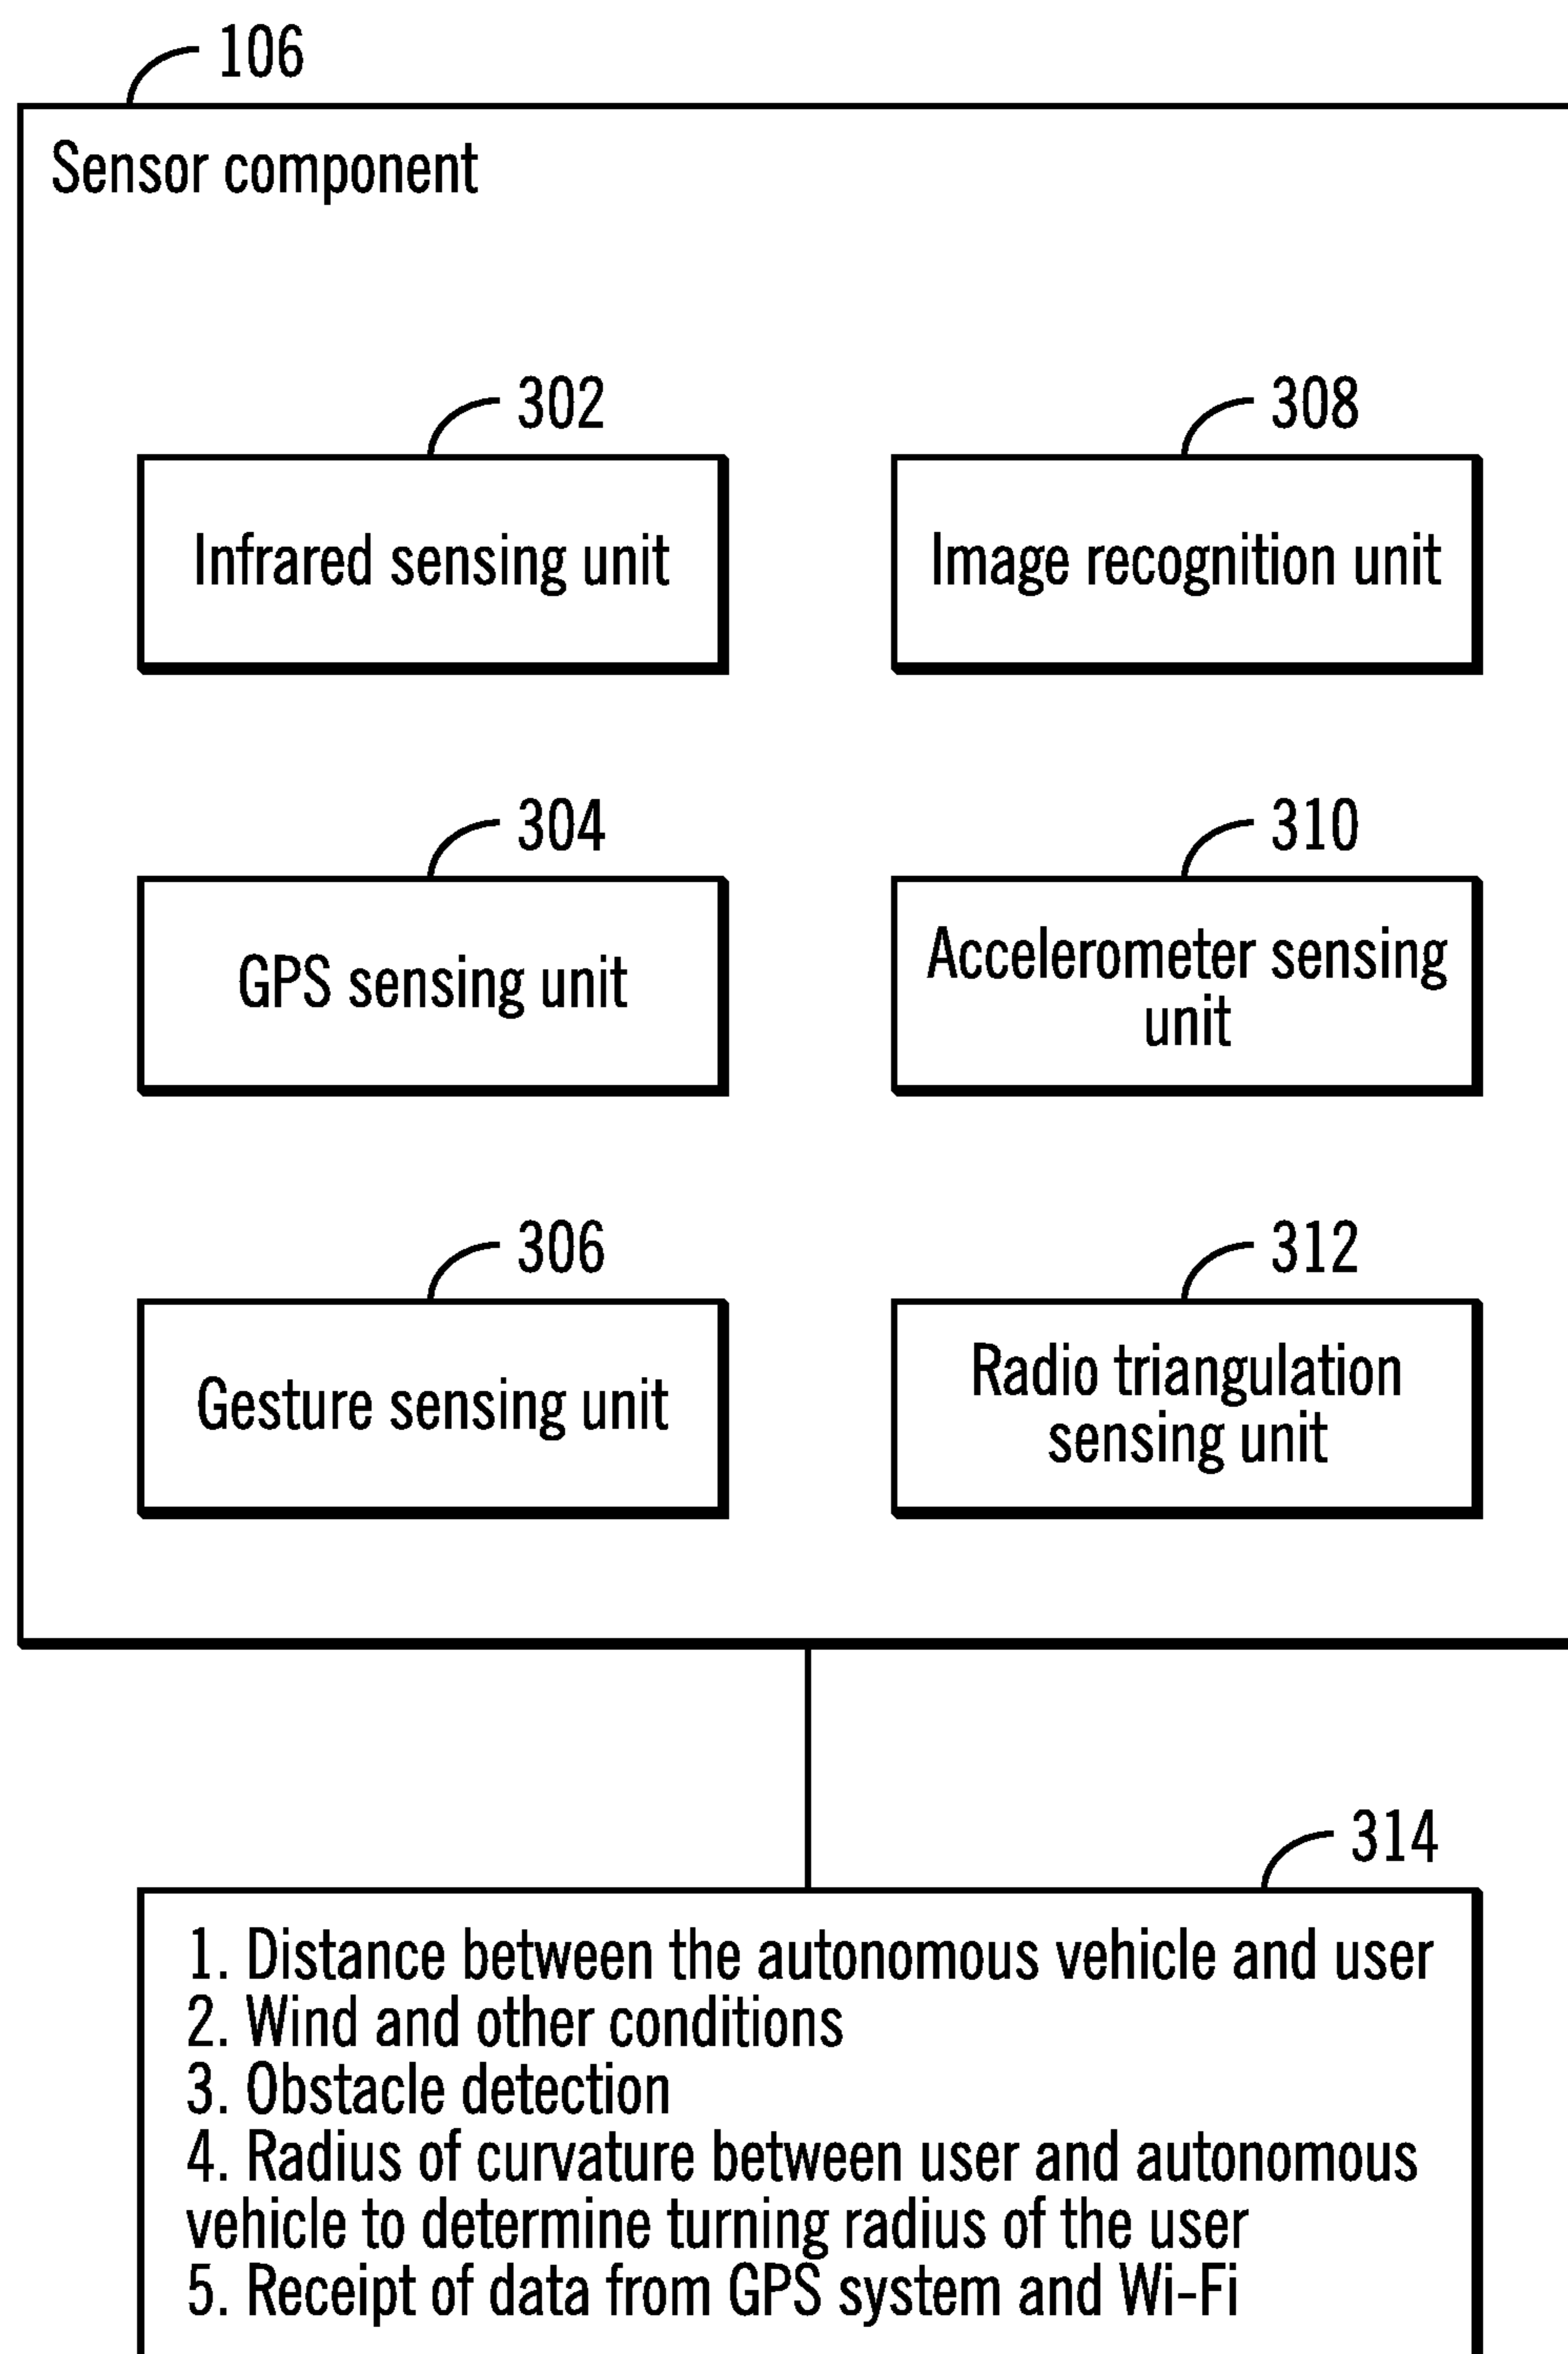 106
Sensor component
302
308
Infrared sensing unit
Image recognition unit
304
310
GPS sensing unit
Accelerometer sensing
unit
306
312
Gesture sensing unit
Radio triangulation
sensing unit
314
1. Distance between the autonomous vehicle and user
2. Wind and other conditions
3. Obstacle detection
4. Radius of curvature between user and autonomous
vehicle to determine turning radius of the user
5. Receipt of data from GPS system and Wi-Fi